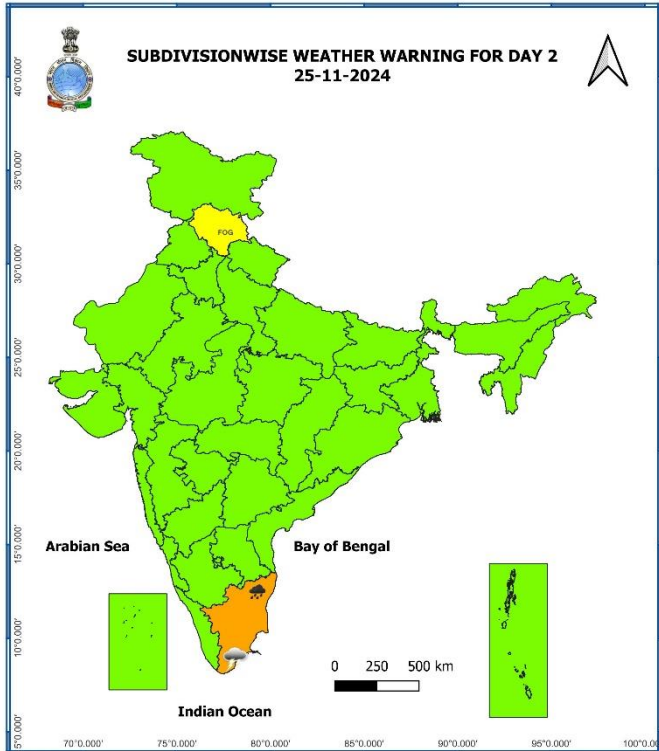 SUBDIVISIONWISE WEATHER WARNING FOR DAY 2
25-11-2024
40°0.000'
35°0.000'
FOG
30°0.000'
25°0.000'
20°0.000'
15°0.000'
Arabian Sea
Bay of Bengal
10°0.000'
0 250 500 km
Indian Ocean
5°0.000'
70°0.000' 75°0.000' 80°0.000' 85°0.000' 90°0.000' 95°0.000' 100°0.0